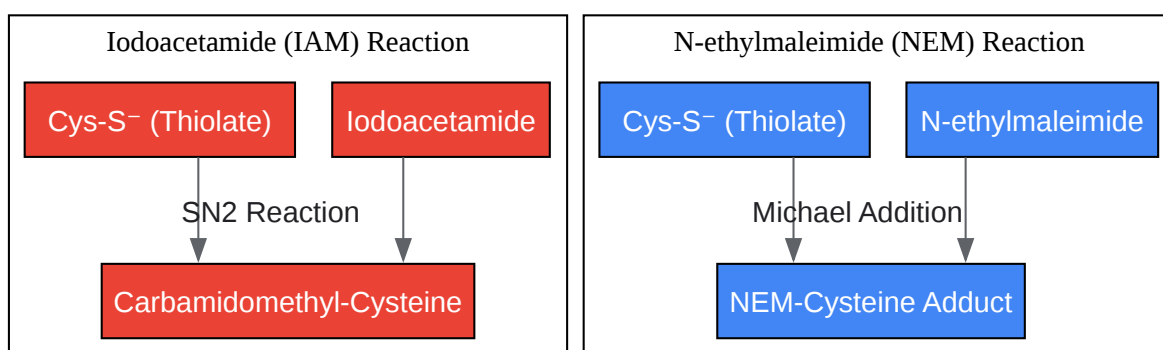 Iodoacetamide (IAM) Reaction
Cys-S⁻ (Thiolate)
Iodoacetamide
SN2 Reaction
Carbamidomethyl-Cysteine
N-ethylmaleimide (NEM) Reaction
Cys-S⁻ (Thiolate)
N-ethylmaleimide
Michael Addition
NEM-Cysteine Adduct